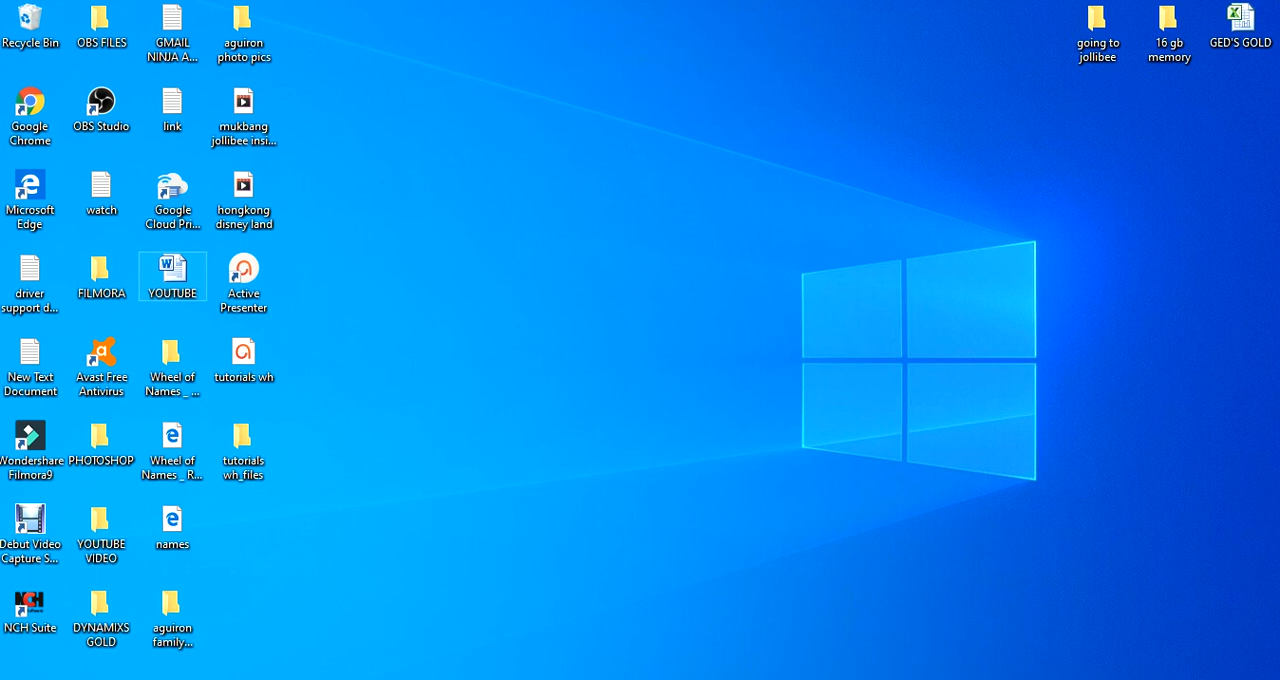 Recycle Bin
OBS FILES
GMAIL
NINJA A...
aguiron
photo pics
going to
jollibee
16 gb
memory
GED'S GOLD
Google
Chrome
OBS Studio
link
mukbang
jollibee insi...
Microsoft
Edge
watch
Google
Cloud Pri...
hongkong
disney land
driver
support d...
FILMORA
YOUTUBE
Active
Presenter
New Text
Document
Avast Free
Antivirus
Wheel of
Names _ ...
tutorials wh
Wondershare
Filmora9
PHOTOSHOP
Wheel of
Names _ R...
tutorials
wh_files
Debut Video
Capture S...
YOUTUBE
VIDEO
names
NCH
NCH Suite
DYNAMIXS
GOLD
aguiron
family...